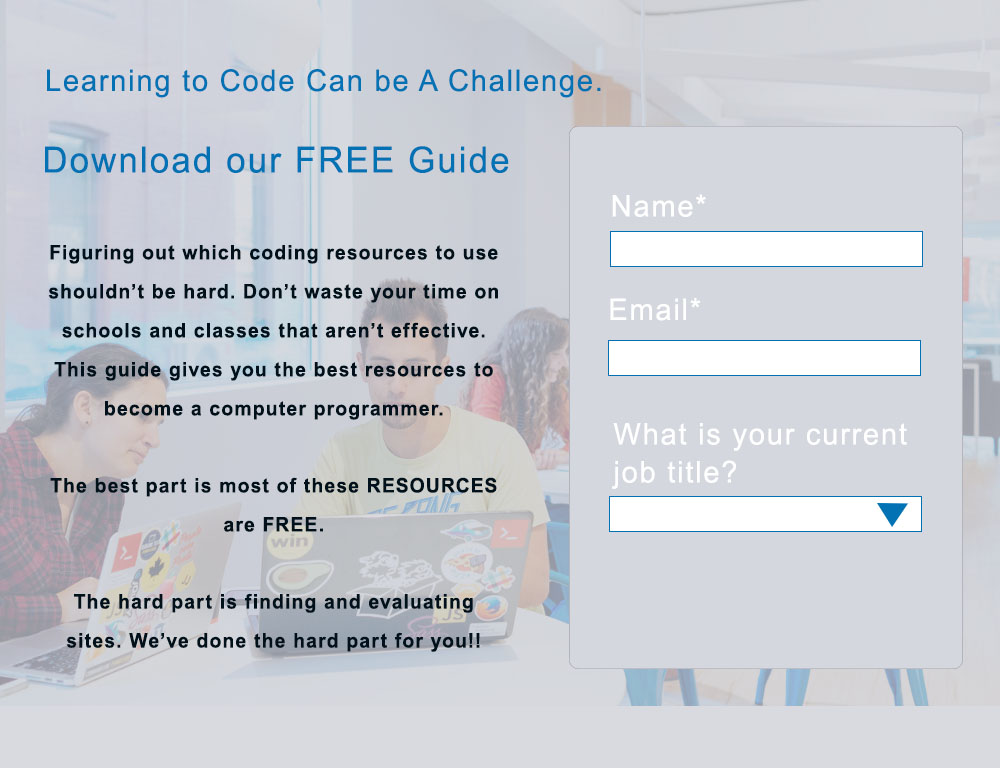 Learning to Code Can be A Challenge.
Download our FREE Guide
Figuring out which coding resources to use
shouldn’t be hard. Don’t waste your time on
schools and classes that aren’t effective.
This guide gives you the best resources to
become a computer programmer.
The best part is most of these RESOURCES
are FREE.
The hard part is finding and evaluating
sites. We’ve done the hard part for you!!
Name*
Email*
What is your current
job title?
win
JS